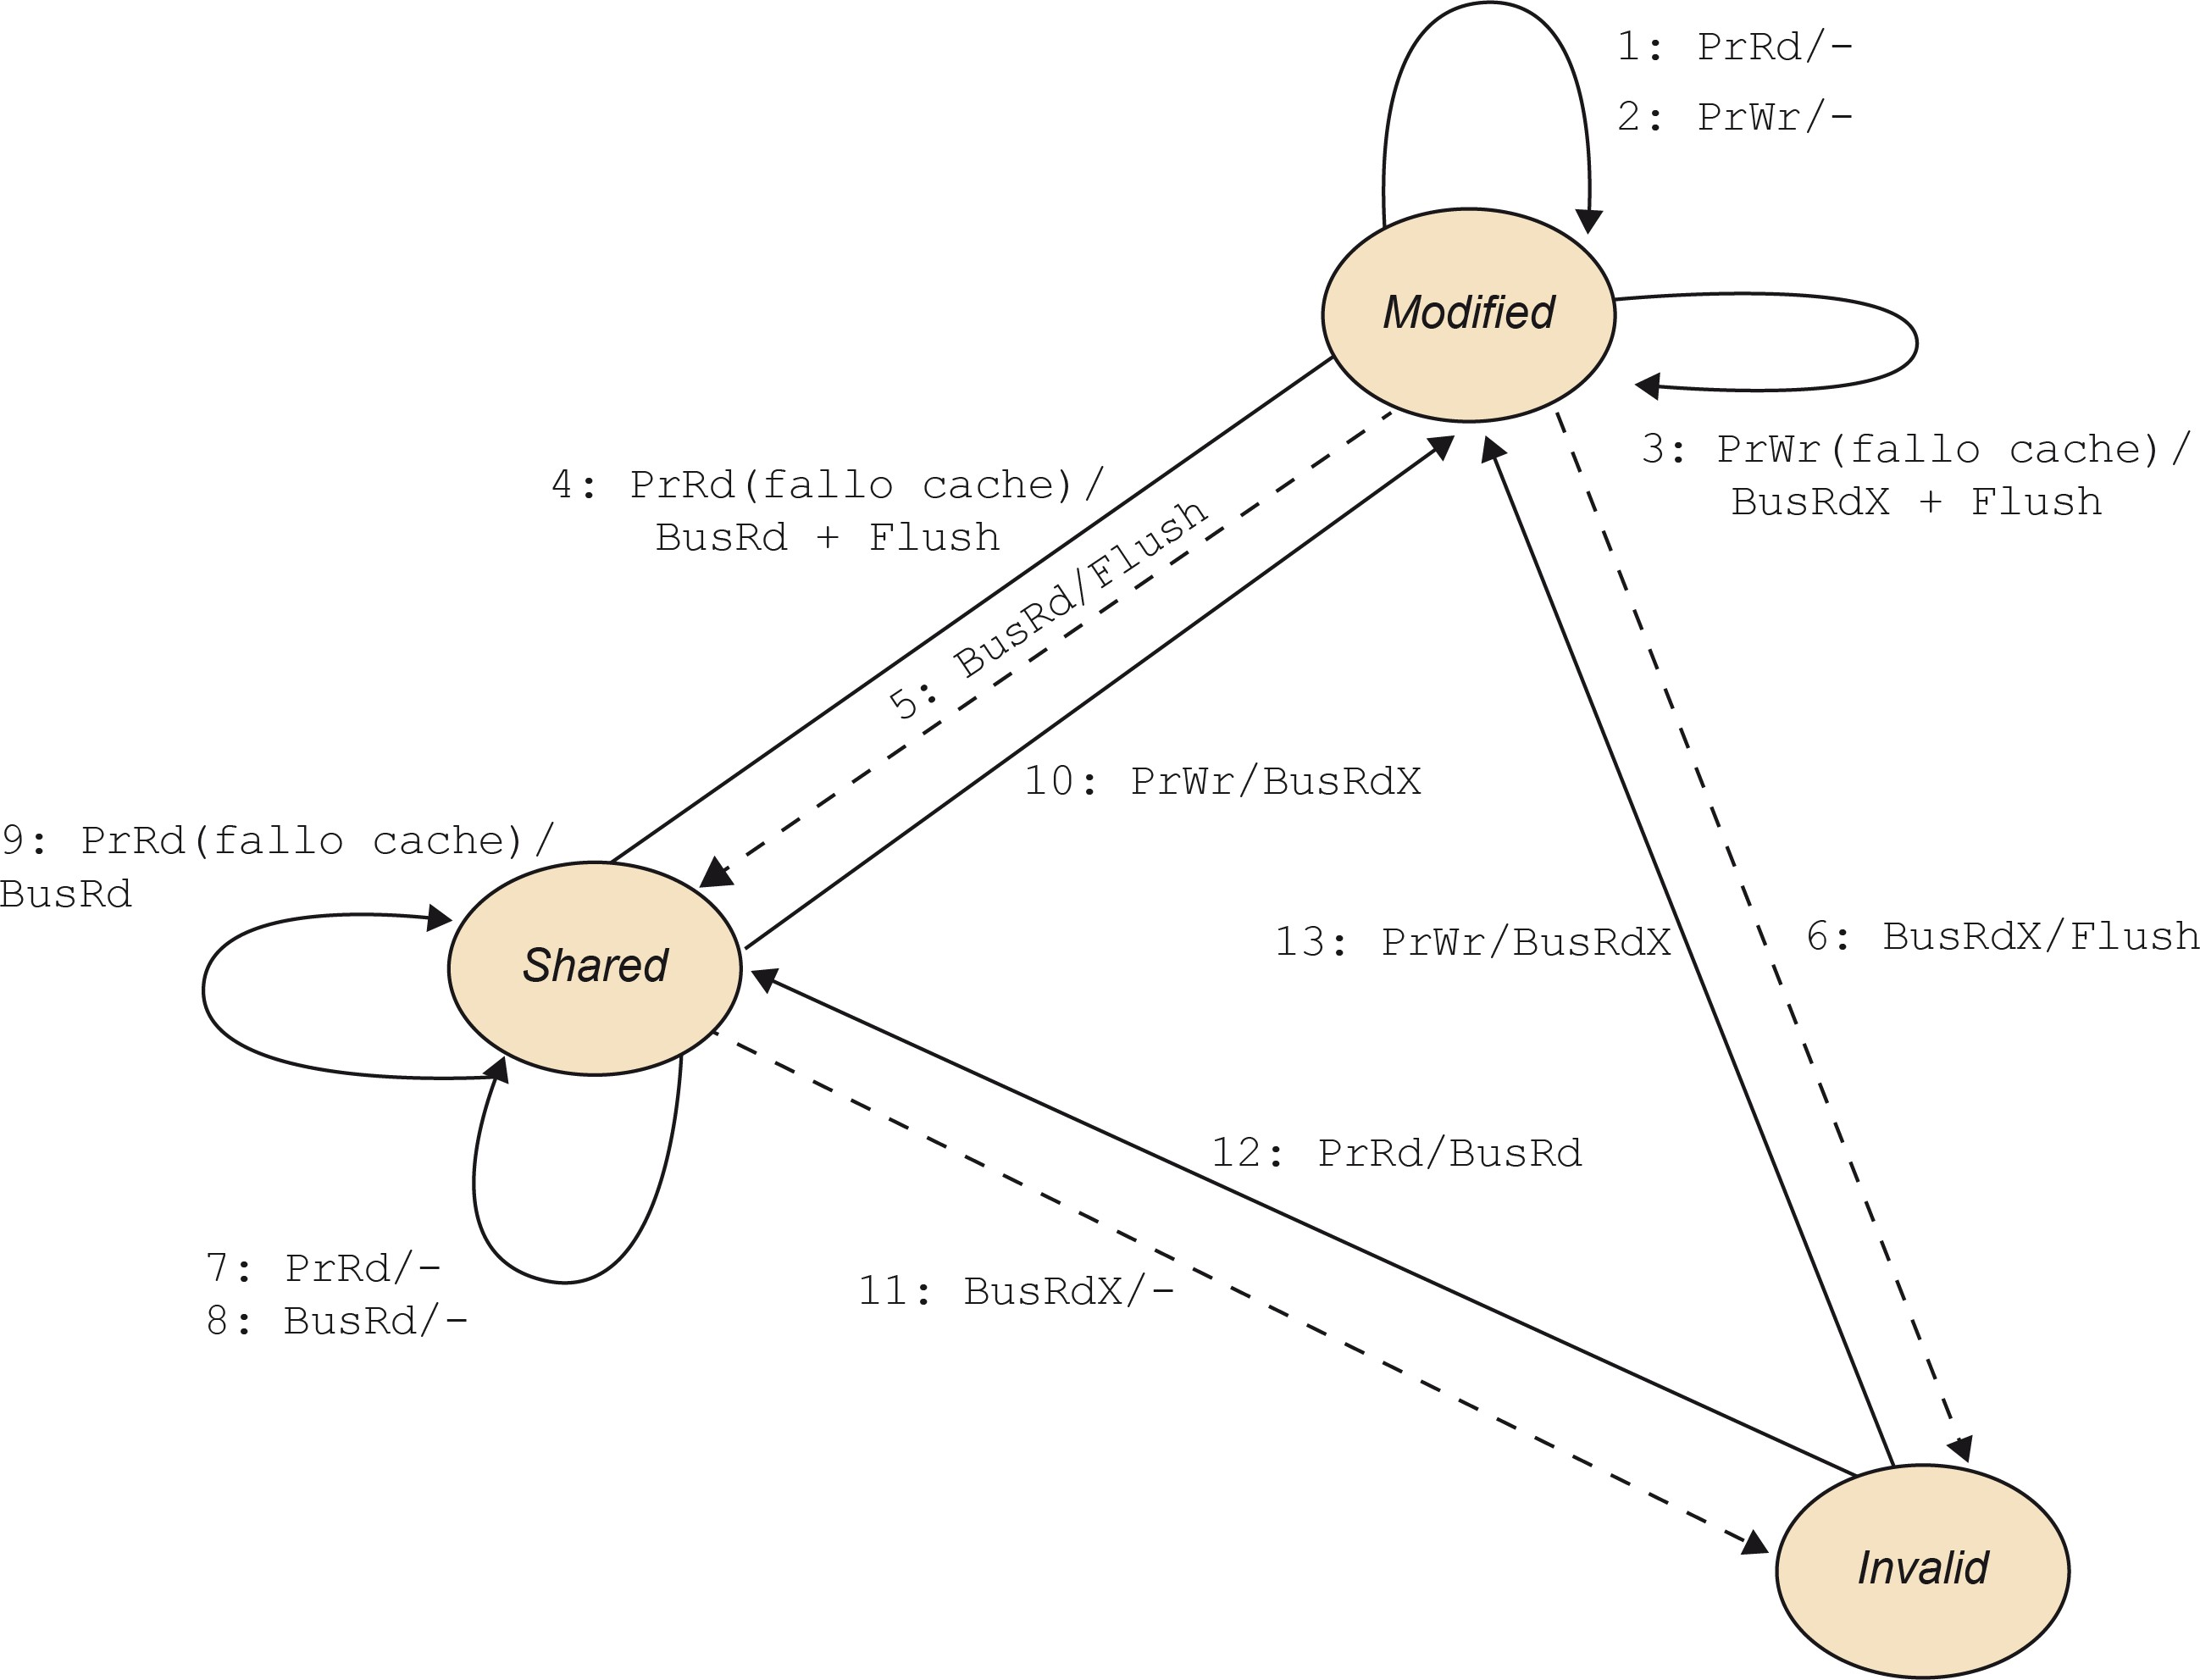 1: PrRd/-
2: PrWr/-
Modified
3: PrWr(fallo cache)/
BusRdX + Flush
4: PrRd(fallo cache)/
BusRd + Flush
5: BusRd/Flush
10: PrWr/BusRdX
9: PrRd(fallo cache)/
BusRd
13: PrWr/BusRdX
6: BusRdX/Flush
Shared
12: PrRd/BusRd
7: PrRd/-
8: BusRd/-
11: BusRdX/-
Invalid